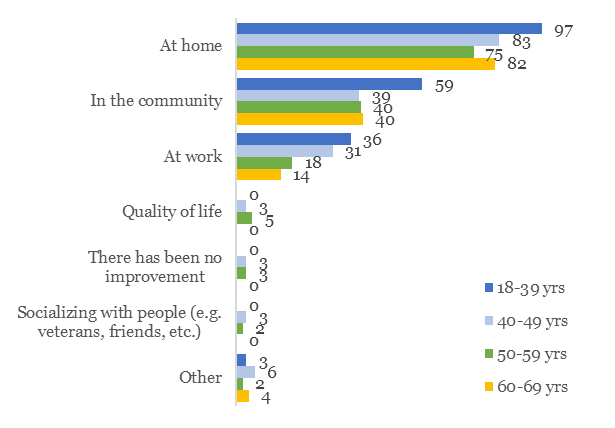 At home
97
83
75
82
In the community
59
39
40
40
At work
36
31
18
14
Quality of life
0
3
5
0
There has been no
improvement
0
3
3
0
Socializing with people (e.g.
veterans, friends, etc.)
0
3
2
0
Other
3
6
2
4
18-39 yrs
40-49 yrs
50-59 yrs
60-69 yrs